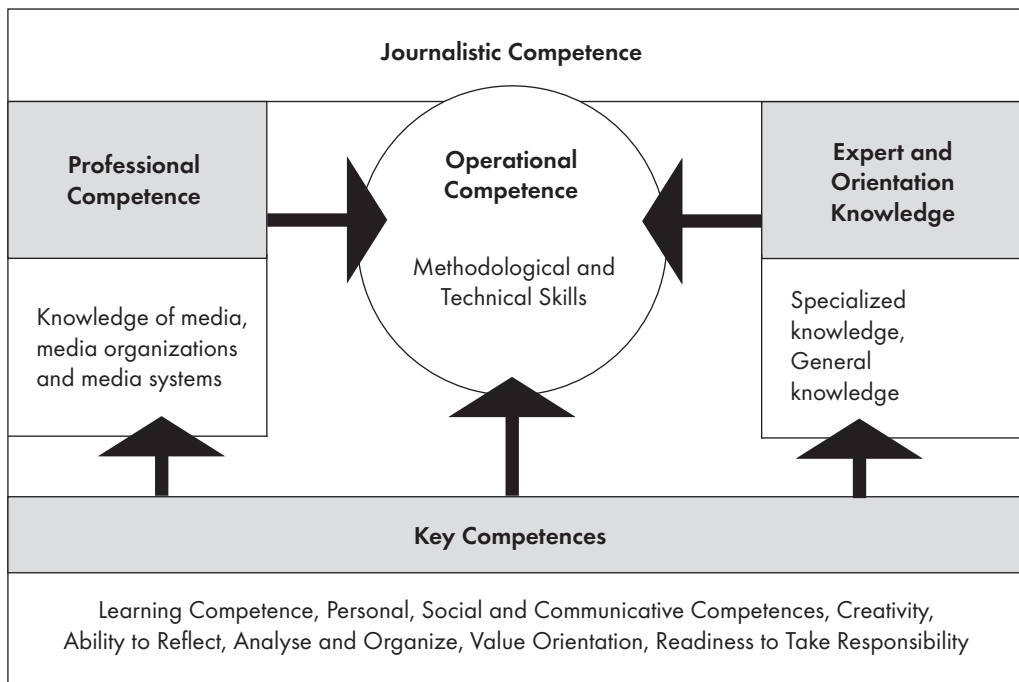 Journalistic Competence
Professional
Competence
Knowledge of media,
media organizations
and media systems
Operational
Competence
Methodological and
Technical Skills
Expert and
Orientation
Knowledge
Specialized
knowledge,
General
knowledge
Key Competences
Learning Competence, Personal, Social and Communicative Competences, Creativity,
Ability to Reflect, Analyse and Organize, Value Orientation, Readiness to Take Responsibility